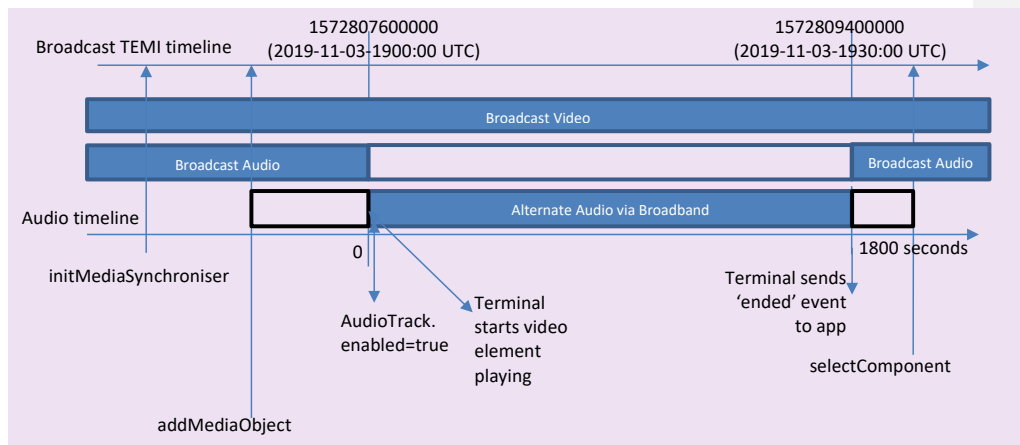 1572807600000
1572809400000
Broadcast TEMI timeline
(2019-11-03-1900:00 UTC)
(2019-11-03-1930:00 UTC)
Broadcast Video
Broadcast Audio
Broadcast Audio
Alternate Audio via Broadband
Audio timeline
0
1800 seconds
initMediaSynchroniser
AudioTrack.
enabled=true
Terminal
starts video
element
playing
Terminal sends
‘ended’ event
to app
selectComponent
addMediaObject